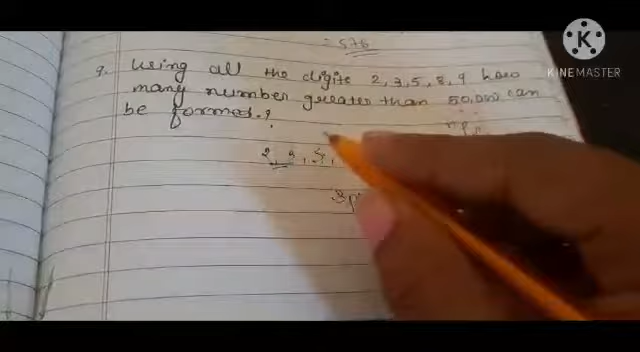 = 576
9. Using all the digits 2, 3, 5, 8, 9 how
many number greater than 50,000 can
be formed.?
KINEMASTER